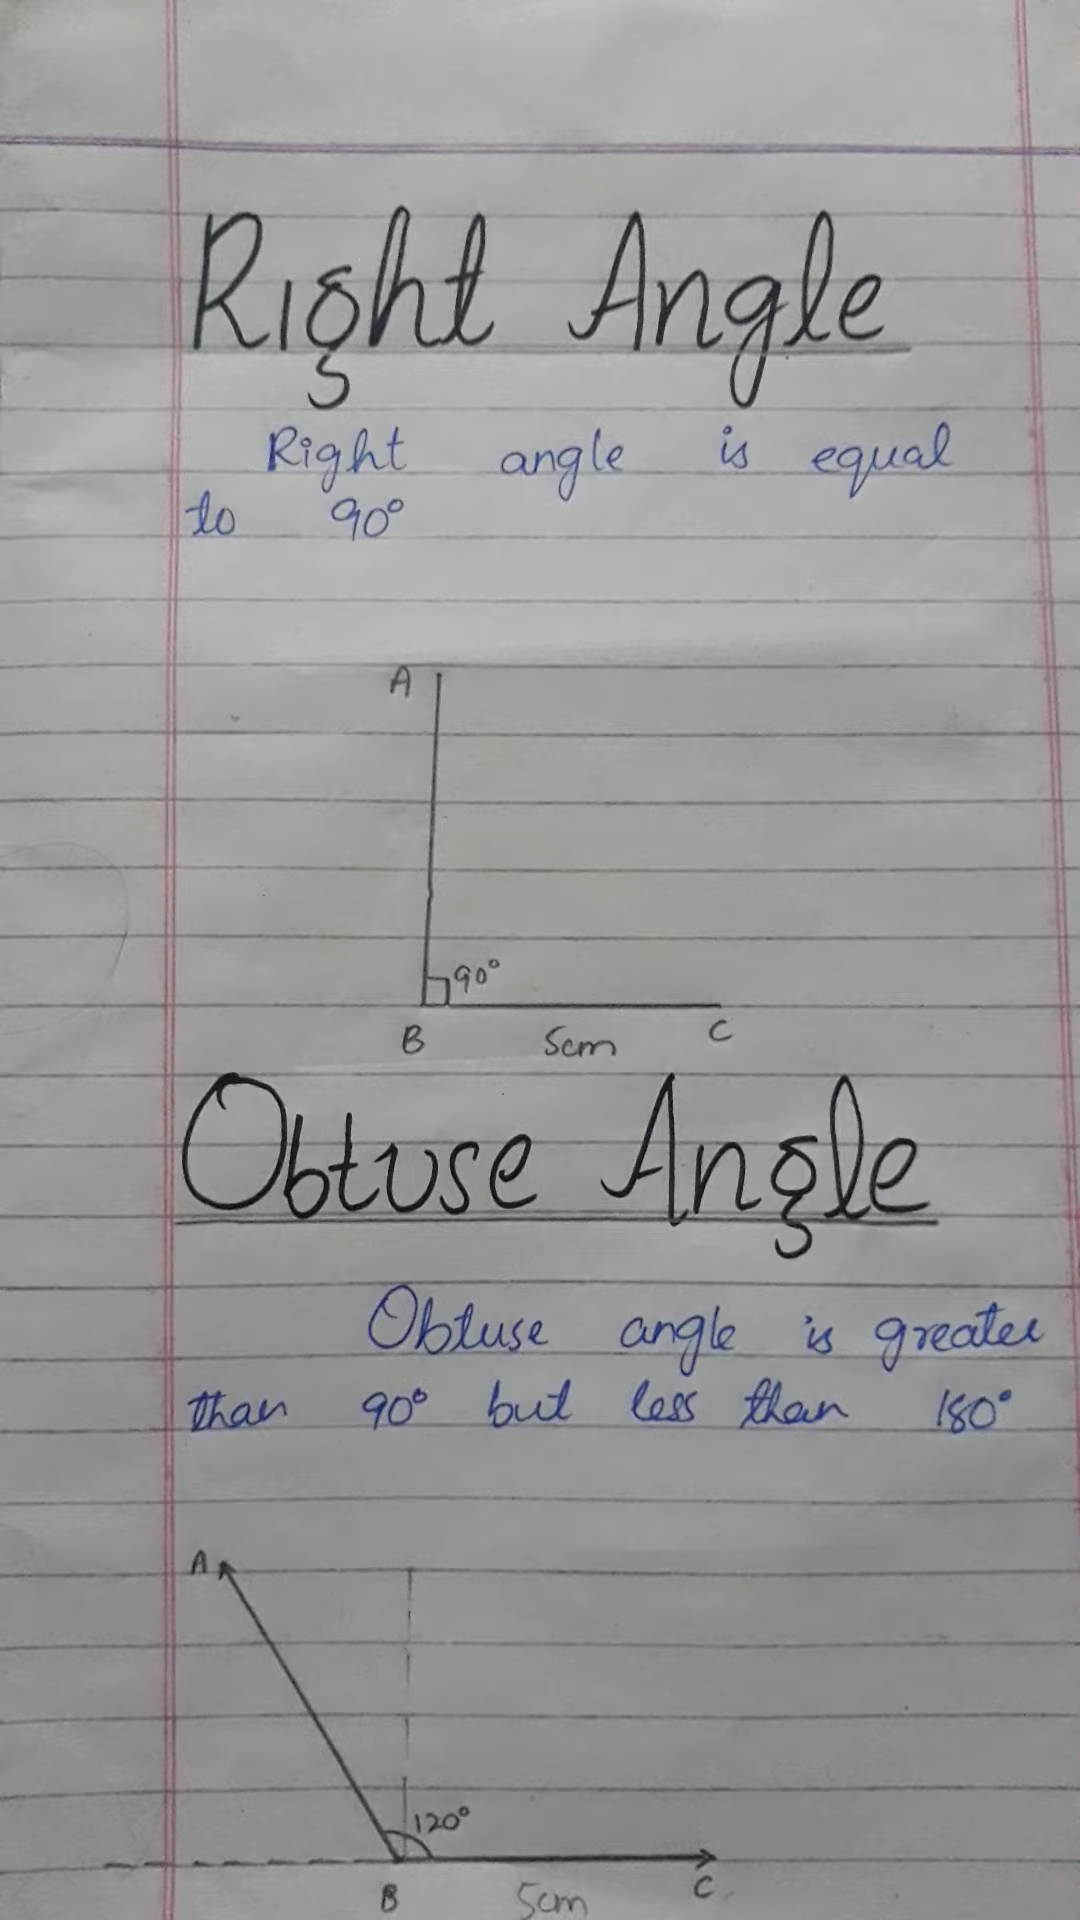 Right Angle
Right angle is equal
to 90°
A
90°
B 5cm C
Obtuse Angle
Obtuse angle is greater
than 90° but less than 180°
A
120°
B 5cm C